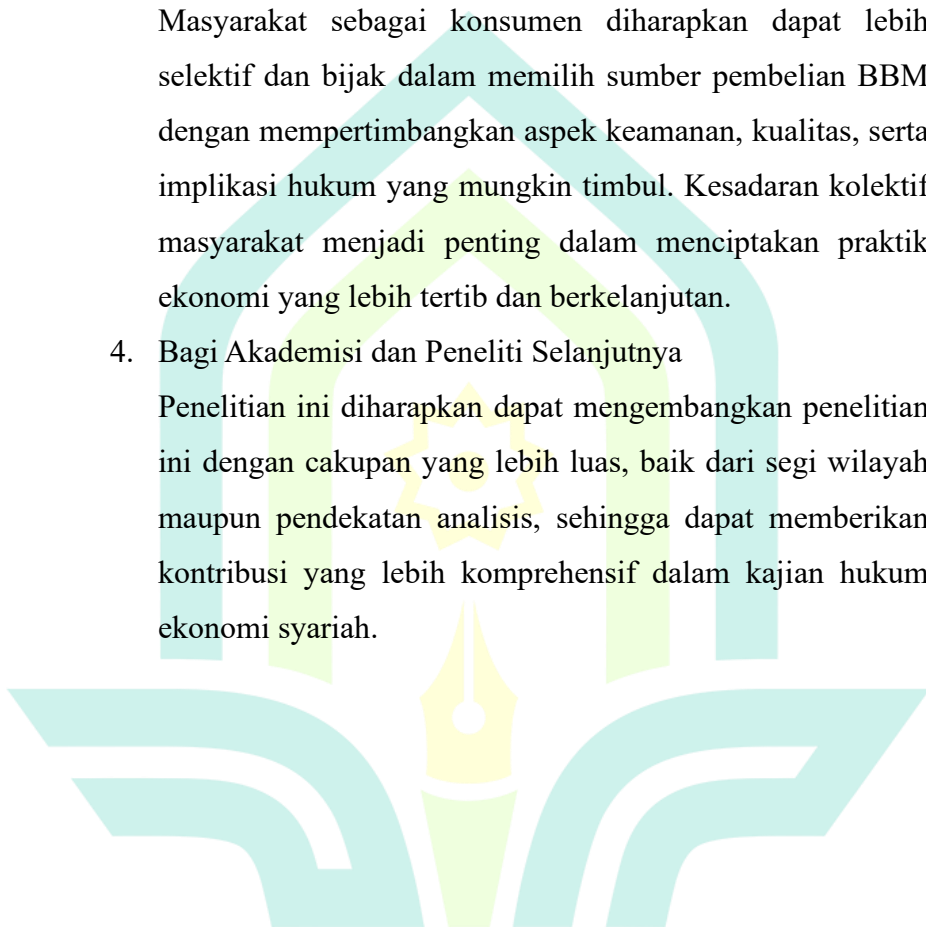 Masyarakat sebagai konsumen diharapkan dapat lebih
selektif dan bijak dalam memilih sumber pembelian BBM
dengan mempertimbangkan aspek keamanan, kualitas, serta
implikasi hukum yang mungkin timbul. Kesadaran kolektif
masyarakat menjadi penting dalam menciptakan praktik
ekonomi yang lebih tertib dan berkelanjutan.
4. Bagi Akademisi dan Peneliti Selanjutnya
Penelitian ini diharapkan dapat mengembangkan penelitian
ini dengan cakupan yang lebih luas, baik dari segi wilayah
maupun pendekatan analisis, sehingga dapat memberikan
kontribusi yang lebih komprehensif dalam kajian hukum
ekonomi syariah.